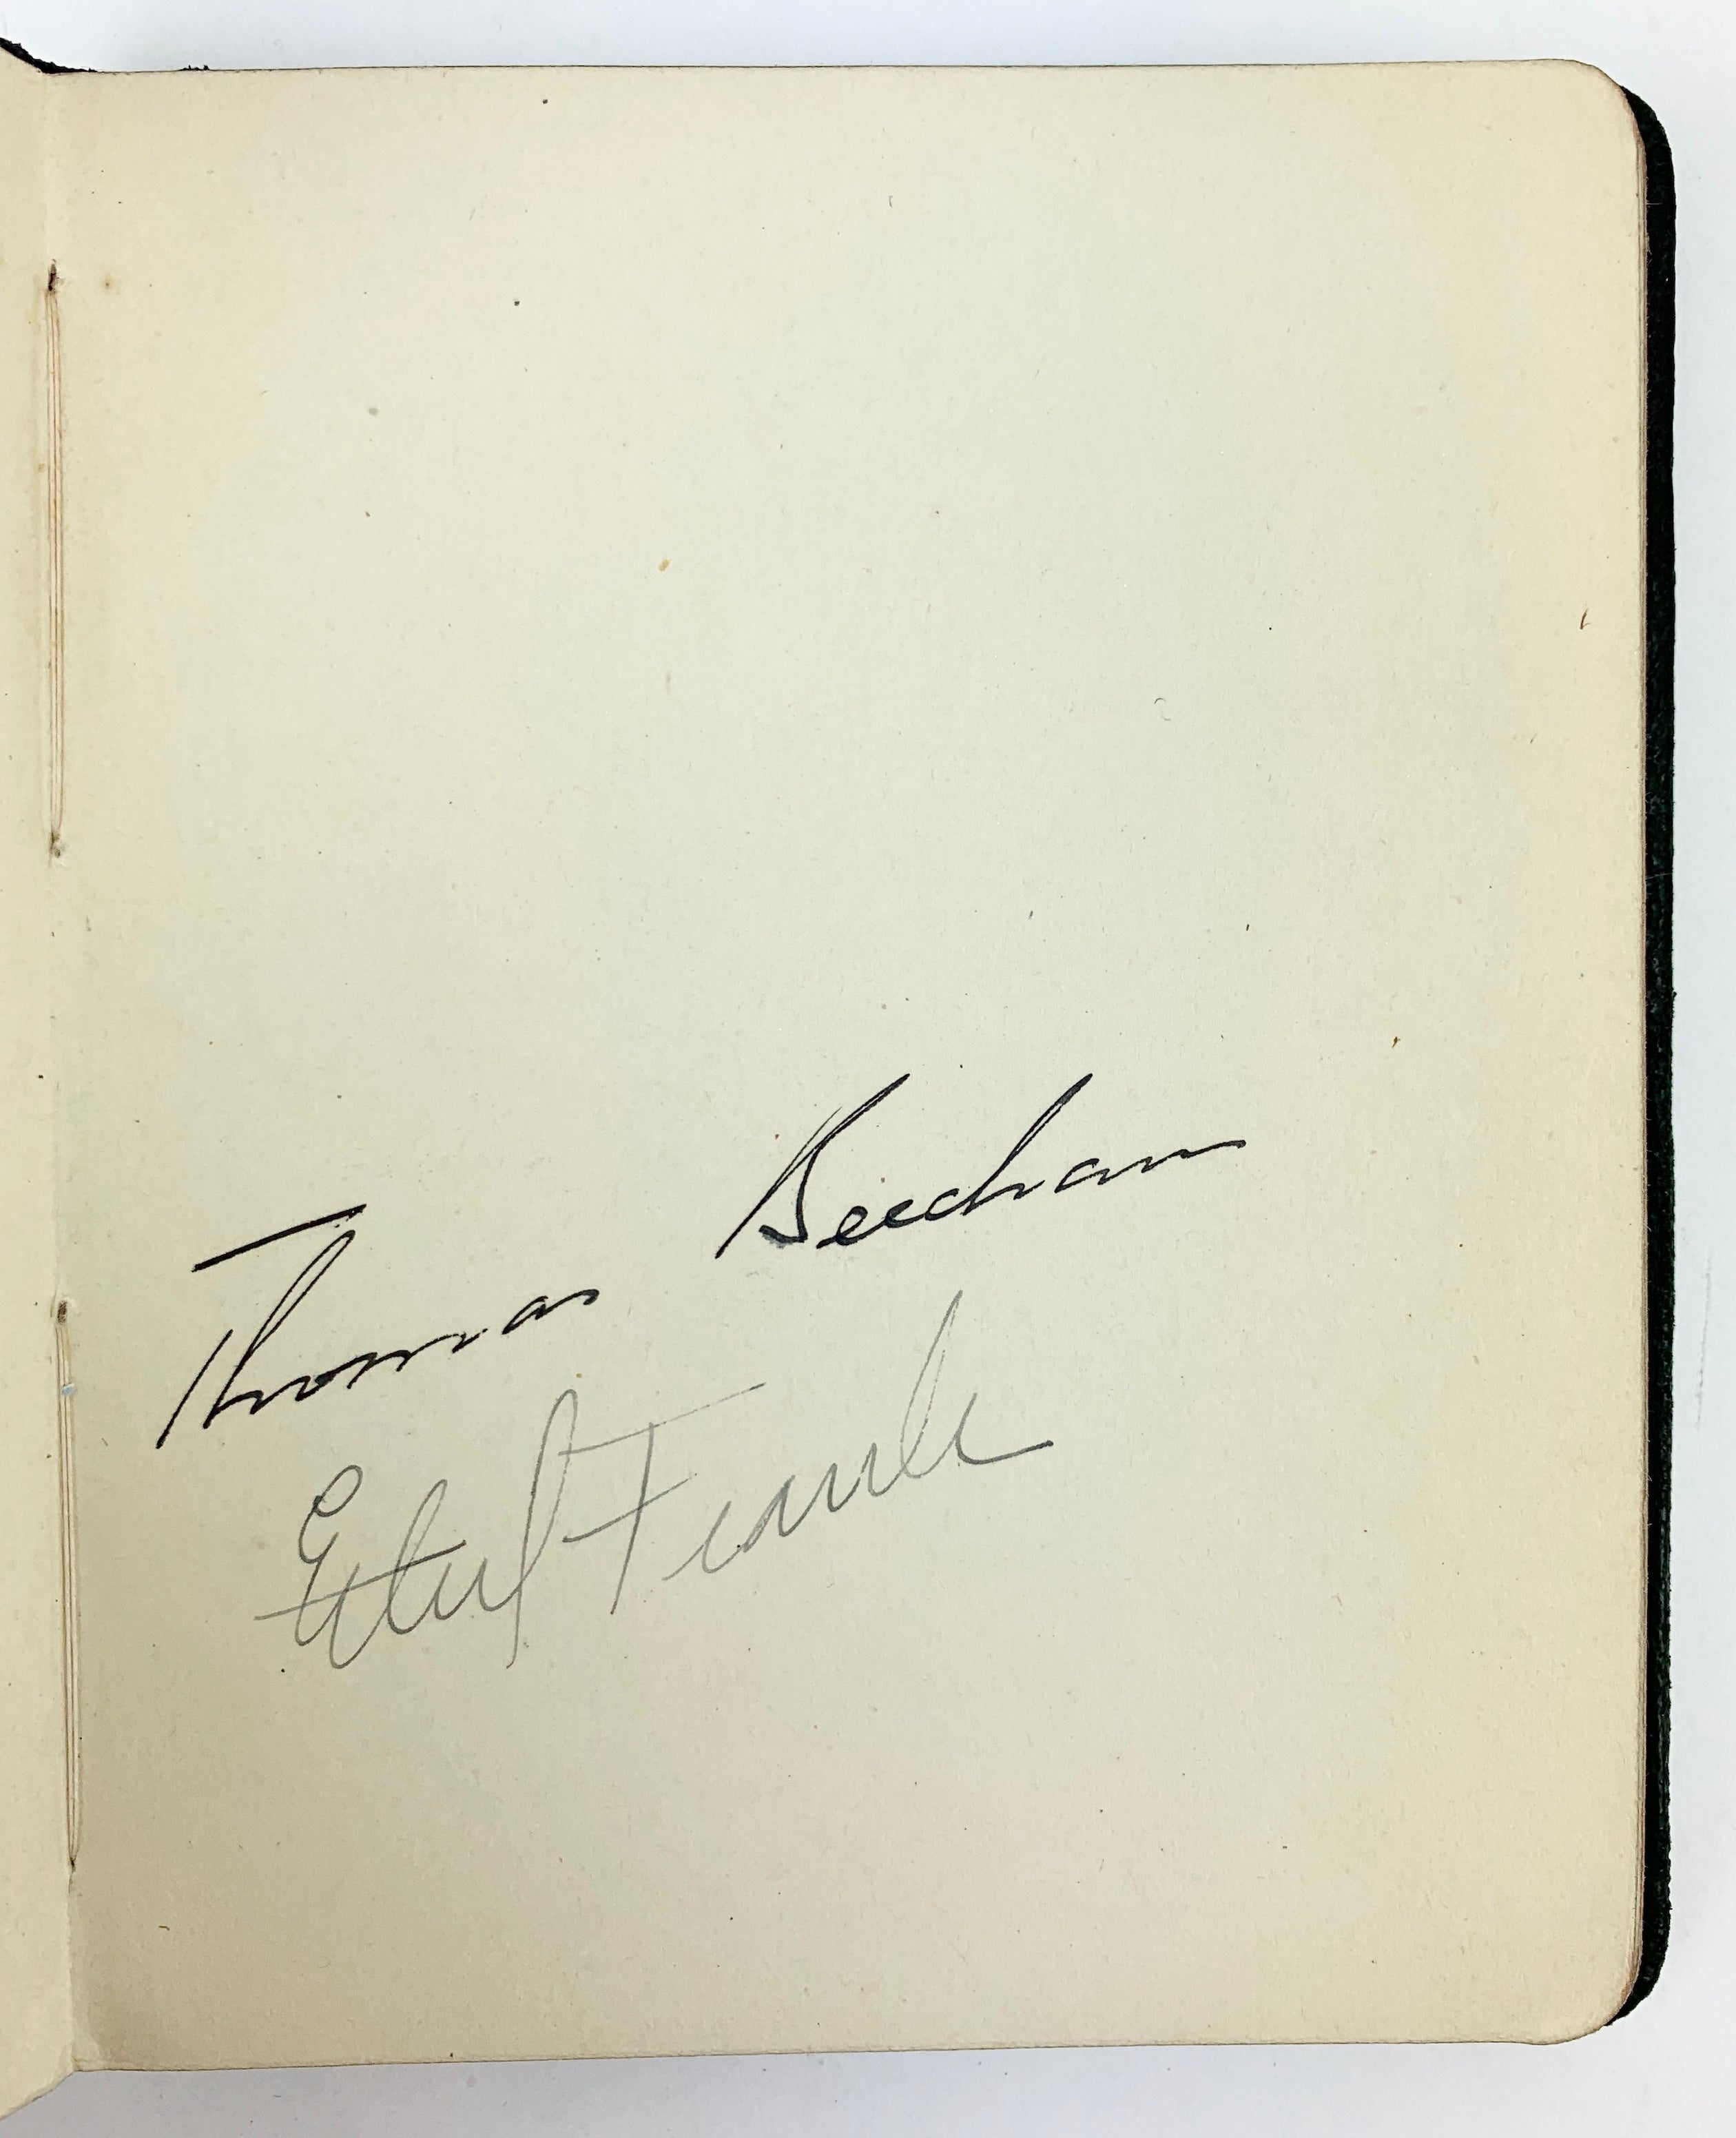 Thomas Beecham
Ethel Frank